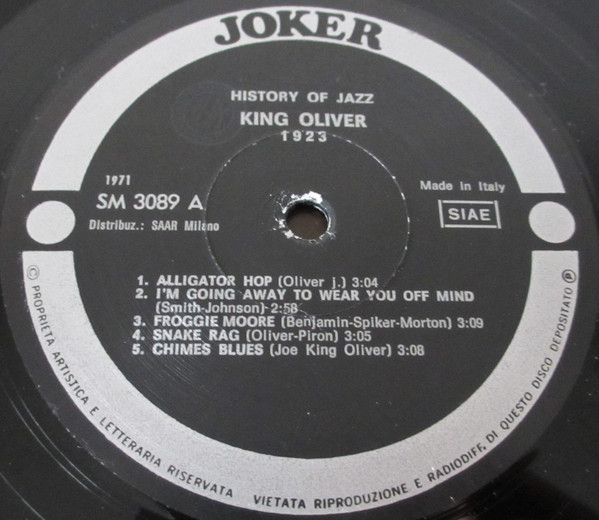 JOKER
HISTORY OF JAZZ
KING OLIVER
1923
1971
SM 3089 A
Distribuz.: SAAR Milano
Made in Italy
SIAE
1. ALLIGATOR HOP (Oliver j.) 3:04
2. I'M GOING AWAY TO WEAR YOU OFF MIND
(Smith-Johnson) 2:58
3. FROGGIE MOORE (Benjamin-Spiker-Morton) 3:09
4. SNAKE RAG (Oliver-Piron) 3:05
5. CHIMES BLUES (Joe King Oliver) 3:08
© PROPRIETA ARTISTICA E LETTERARIA RISERVATA VIETATA RIPRODUZIONE E RADIODIFF. DI QUESTO DISCO DEPOSITATO ℗